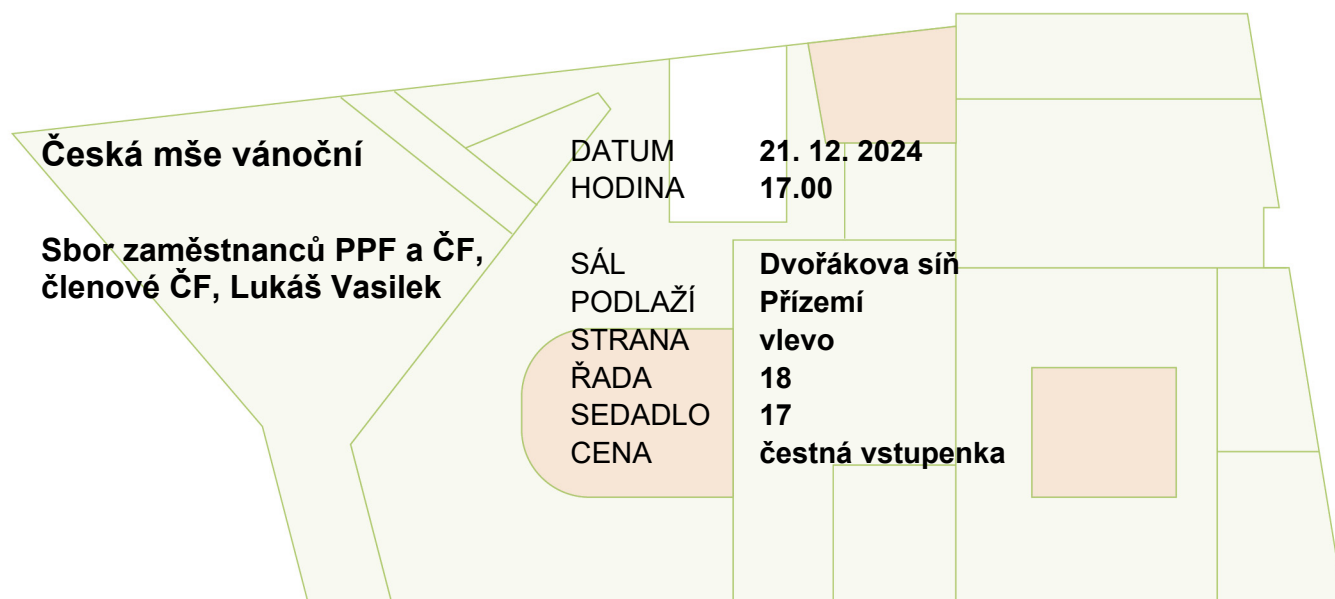 Česká mše vánoční
Sbor zaměstnanců PPF a ČF,
členové ČF, Lukáš Vasilek
DATUM 21. 12. 2024
HODINA 17.00
SÁL Dvořákova síň
PODLAŽÍ Přízemí
STRANA vlevo
ŘADA 18
SEDADLO 17
CENA čestná vstupenka